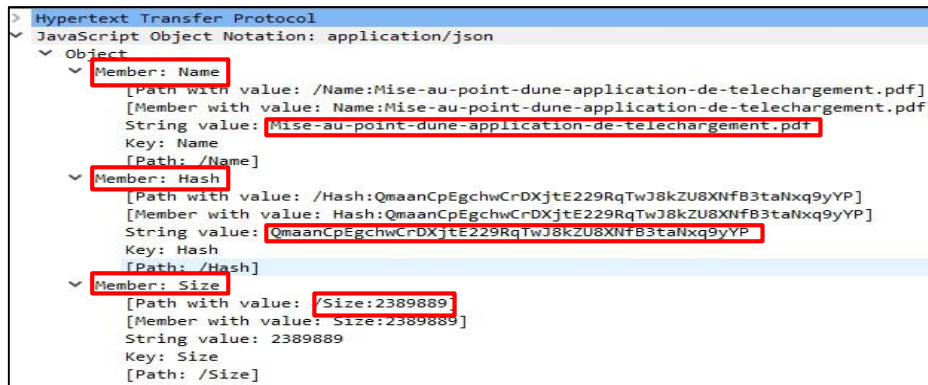 Hypertext Transfer Protocol
JavaScript Object Notation: application/json
Object
Member: Name
[Path with value: /Name:Mise-au-point-dune-application-de-telechargement.pdf]
[Member with value: Name:Mise-au-point-dune-application-de-telechargement.pdf
String value: Mise-au-point-dune-application-de-telechargement.pdf
Key: Name
[Path: /Name]
Member: Hash
[Path with value: /Hash:QmaanCpEgchwCrDXjtE229RqTwJ8kZU8XNfB3taNxq9yYP]
[Member with value: Hash:QmaanCpEgchwCrDXjtE229RqTwJ8kZU8XNfB3taNxq9yYP]
String value: QmaanCpEgchwCrDXjtE229RqTwJ8kZU8XNfB3taNxq9yYP
Key: Hash
[Path: /Hash]
Member: Size
[Path with value: /Size:2389889]
[Member with value: Size:2389889]
String value: 2389889
Key: Size
[Path: /Size]